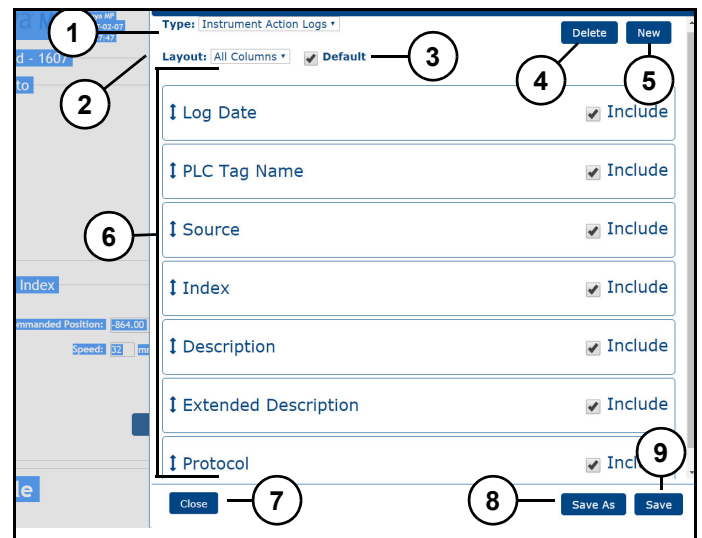 1
Type: Instrument Action Logs
Delete New
d - 1607
Layout: All Columns Default
3
4
5
to
2
Log Date Include
PLC Tag Name Include
6
Source Include
Index
Index Include
ommanded Position: -864.00
Speed: 32
Description Include
Extended Description Include
9
Protocol
le
Close
7
8
Save As Save